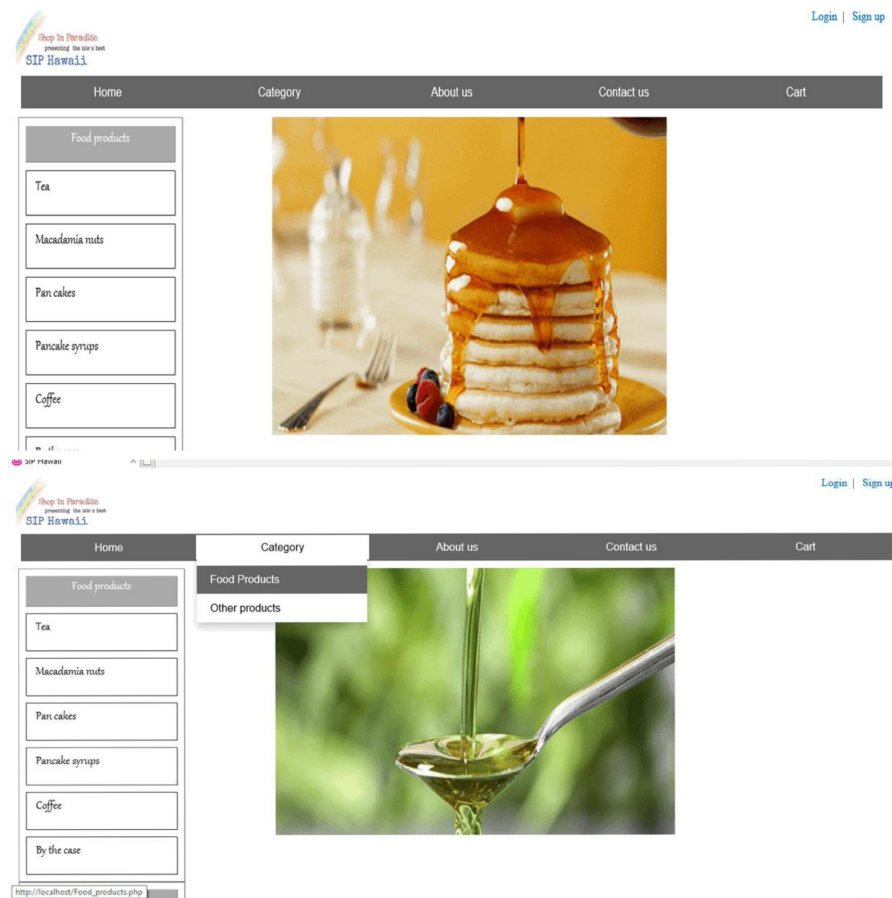 Login | Sign up
Shop in Paradise
presenting the isle's best
SIP Hawaii
Home Category About us Contact us Cart
Food products
Tea
Macadamia nuts
Pan cakes
Pancake syrups
Coffee
SIP Hawaii
Login | Sign up
Shop in Paradise
presenting the isle's best
SIP Hawaii
Home Category About us Contact us Cart
Food Products
Other products
Food products
Tea
Macadamia nuts
Pan cakes
Pancake syrups
Coffee
By the case
http://localhost/Food_products.php